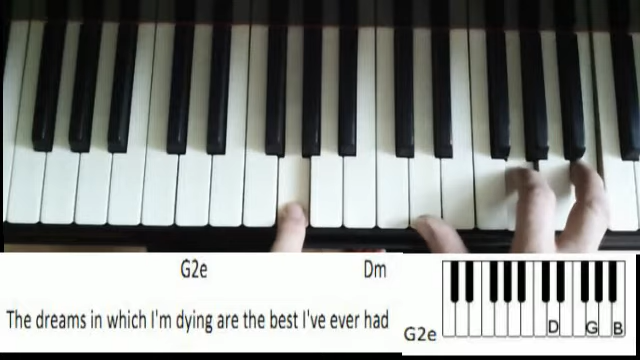 G2e Dm
The dreams in which I'm dying are the best I've ever had
G2e
D G B